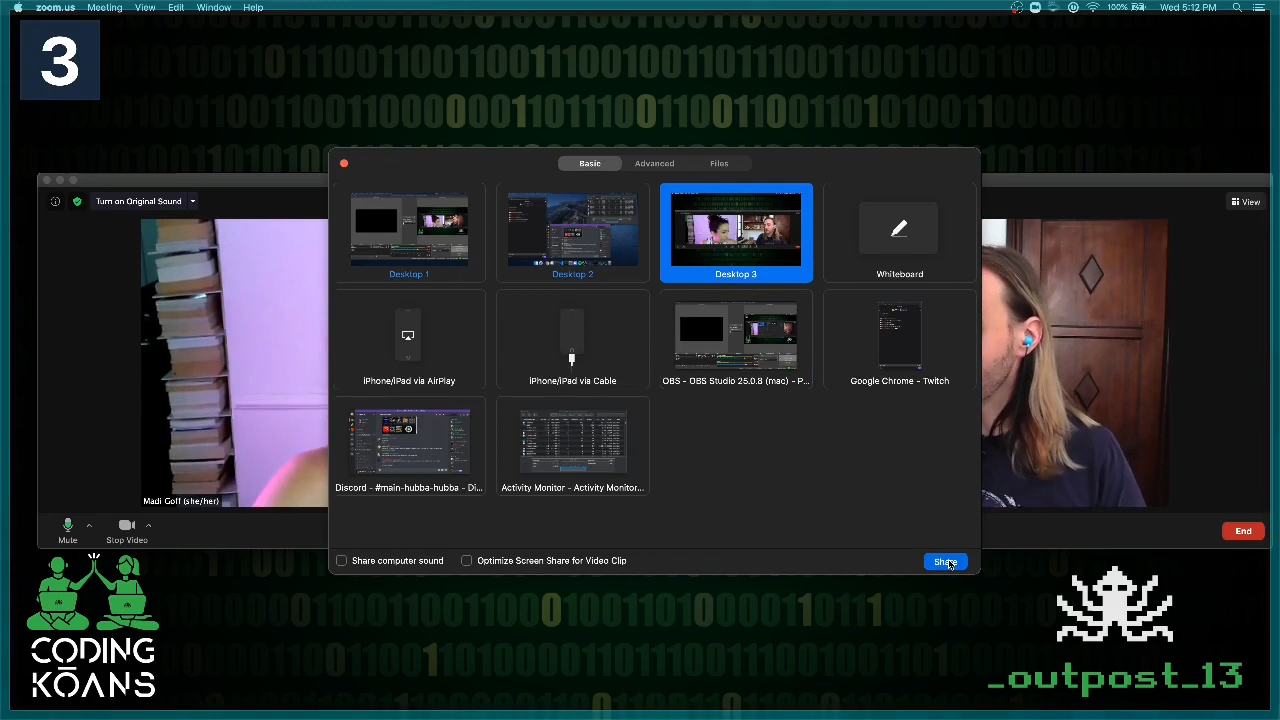 zoom.us Meeting View Edit Window Help
100% Wed 5:12 PM
3
Basic Advanced Files
Turn on Original Sound
View
Desktop 1
Desktop 2
Desktop 3
Whiteboard
iPhone/iPad via AirPlay
iPhone/iPad via Cable
OBS - OBS Studio 25.0.8 (mac) - P...
Google Chrome - Twitch
Discord - #main-hubba-hubba - Di...
Activity Monitor - Activity Monitor...
Madi Goff (she/her)
Mute
Stop Video
End
Share computer sound
Optimize Screen Share for Video Clip
Share
CODING
KŌANS
_outpost_13